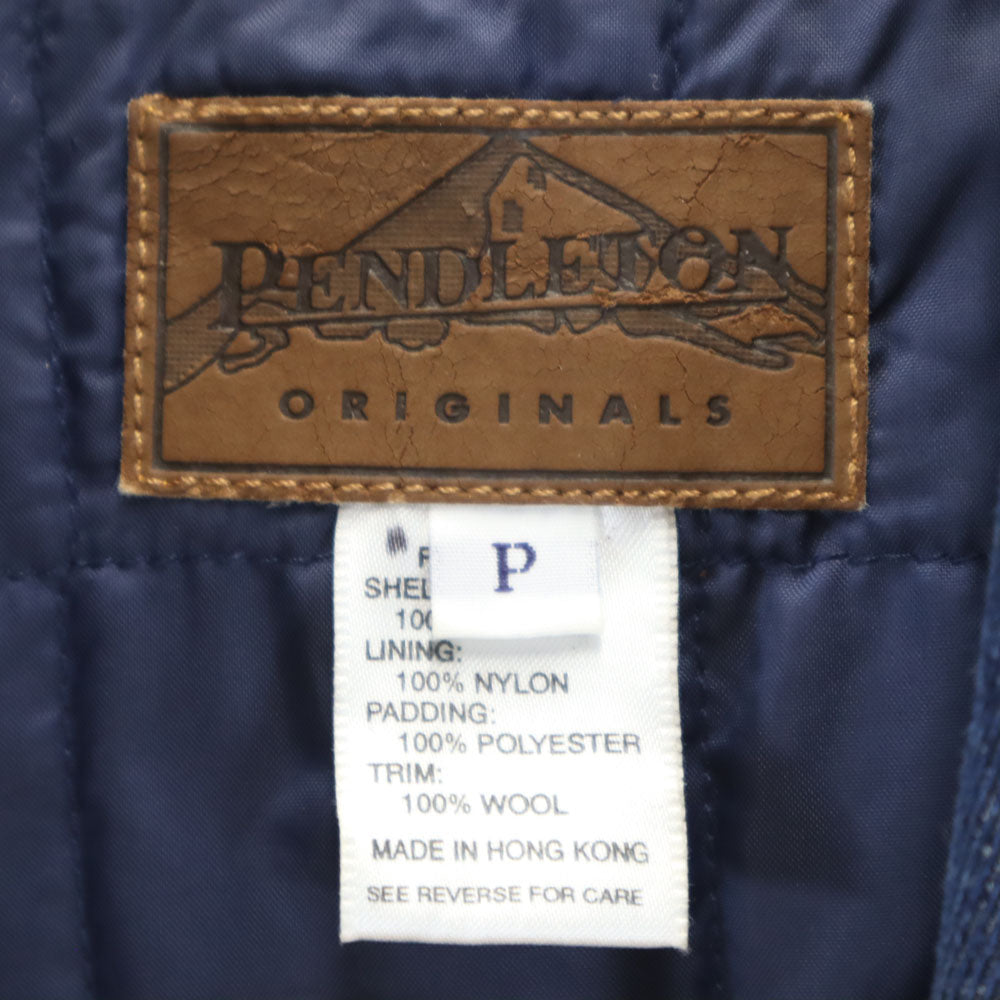 PENDLETON
ORIGINALS
P
LINING:
100% NYLON
PADDING:
100% POLYESTER
TRIM:
100% WOOL
MADE IN HONG KONG
SEE REVERSE FOR CARE